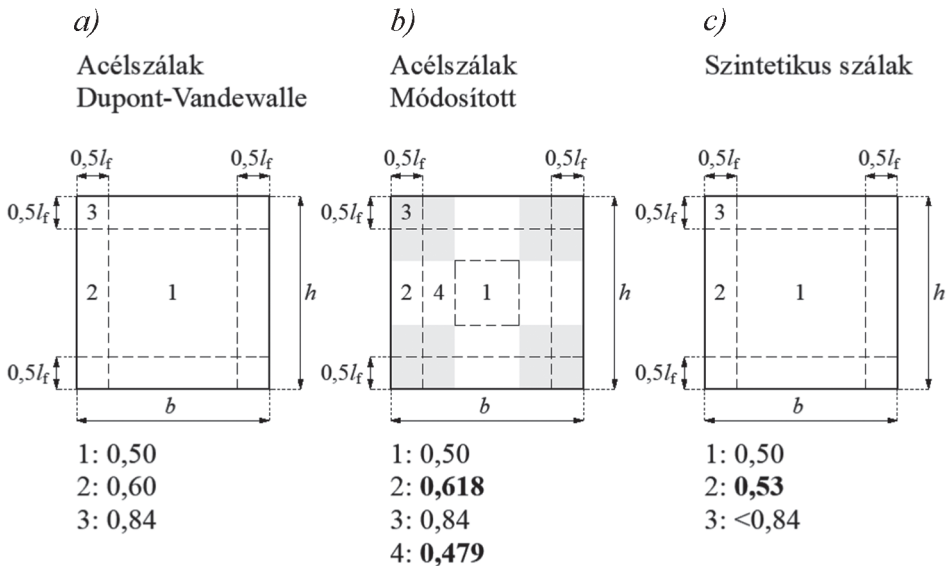 a)
Acélszálak
Dupont-Vandewalle
0,5lf 0,5lf
0,5lf
3
2 1
h
0,5lf
b
1: 0,50
2: 0,60
3: 0,84
b)
Acélszálak
Módosított
0,5lf 0,5lf
0,5lf
3
2 4 1
h
0,5lf
b
1: 0,50
2: 0,618
3: 0,84
4: 0,479
c)
Szintetikus szálak
0,5lf 0,5lf
0,5lf
3
2 1
h
0,5lf
b
1: 0,50
2: 0,53
3: <0,84